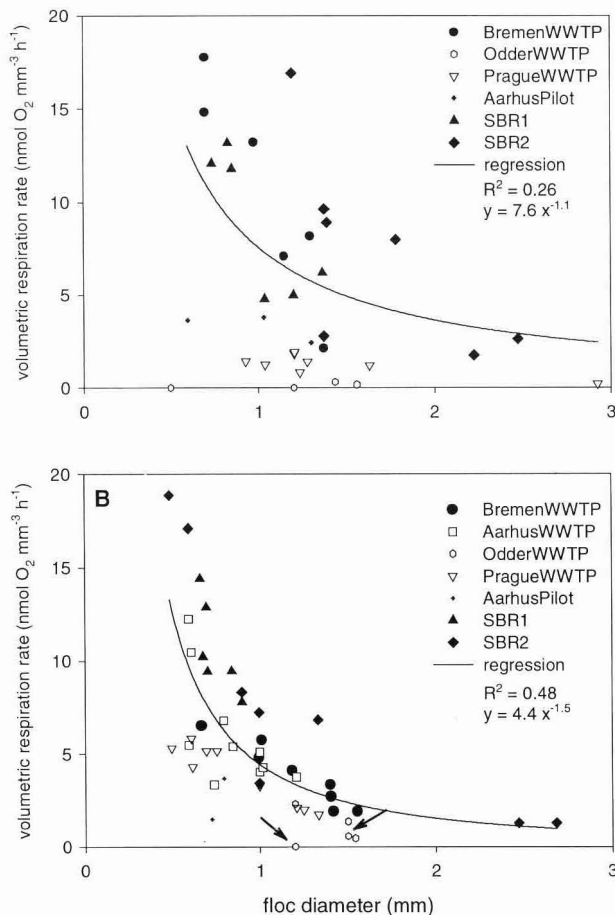 20
15
10
5
0
volumetric respiration rate (nmol O₂ mm⁻³ h⁻¹)
BremenWWTP
OdderWWTP
PragueWWTP
AarhusPilot
SBR1
SBR2
regression
R² = 0.26
y = 7.6 x⁻¹·¹
0
1
2
3
B
20
15
10
5
0
volumetric respiration rate (nmol O₂ mm⁻³ h⁻¹)
BremenWWTP
AarhusWWTP
OdderWWTP
PragueWWTP
AarhusPilot
SBR1
SBR2
regression
R² = 0.48
y = 4.4 x⁻¹·⁵
0
1
2
3
floc diameter (mm)